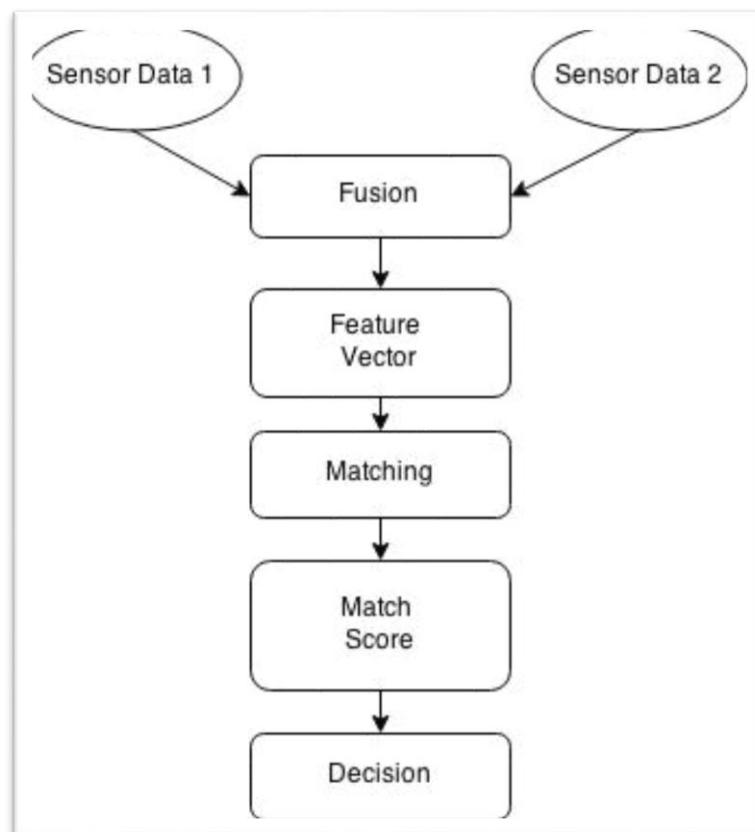 Sensor Data 1
Sensor Data 2
Fusion
Feature
Vector
Matching
Match
Score
Decision